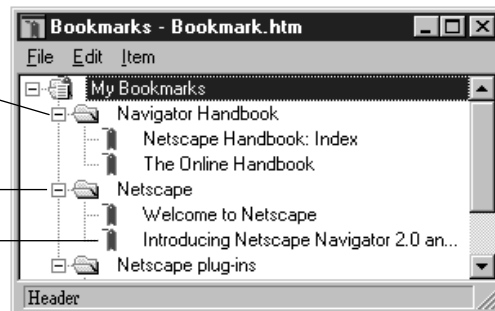 Bookmarks - Bookmark.htm
File Edit Item
My Bookmarks
Navigator Handbook
Netscape Handbook: Index
The Online Handbook
Netscape
Welcome to Netscape
Introducing Netscape Navigator 2.0 an...
Netscape plug-ins
Header